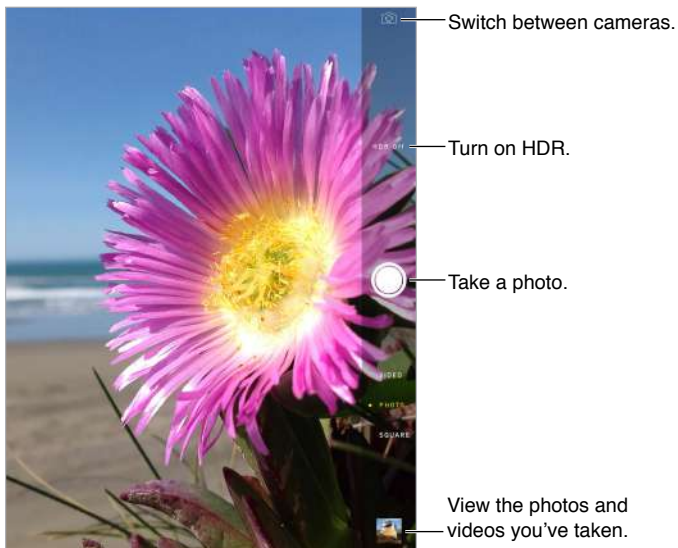 Switch between cameras.
HDR Off
Turn on HDR.
Take a photo.
VIDEO
PHOTO
SQUARE
View the photos and
videos you've taken.